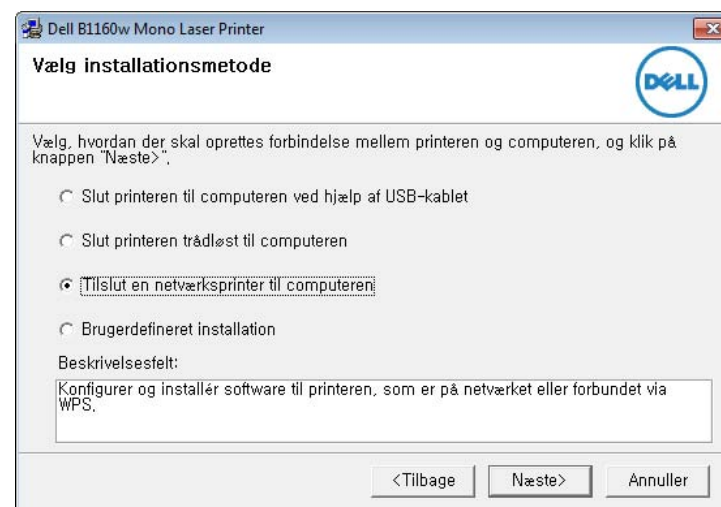 Dell B1160w Mono Laser Printer
Vælg installationsmetode
DELL
Vælg, hvordan der skal oprettes forbindelse mellem printeren og computeren, og klik på
knappen "Næste>".
Slut printeren til computeren ved hjælp af USB-kablet
Slut printeren trådløst til computeren
Tilslut en netværksprinter til computeren
Brugerdefineret installation
Beskrivelsesfelt:
Konfigurer og installér software til printeren, som er på netværket eller forbundet via
WPS.
<Tilbage Næste> Annuller